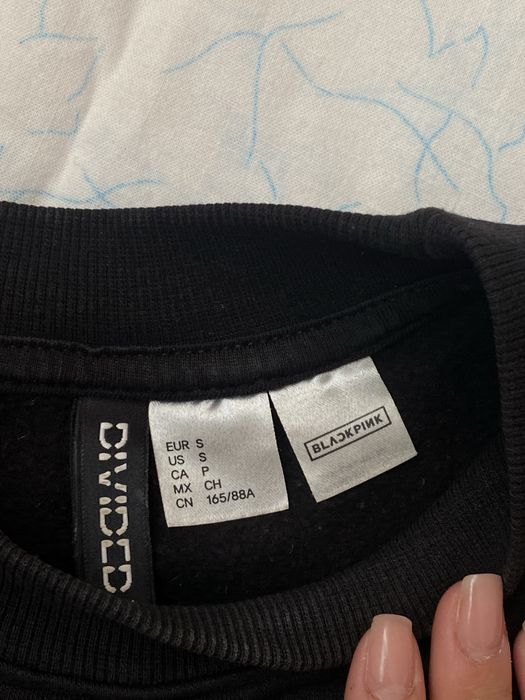 DIVIDED
EUR S
US S
CA P
MX CH
CN 165/88A
BLACKPINK